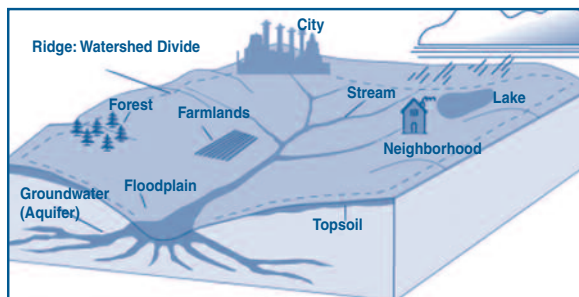 City
Ridge: Watershed Divide
Forest
Farmlands
Stream
Lake
Neighborhood
Floodplain
Groundwater
(Aquifer)
Topsoil